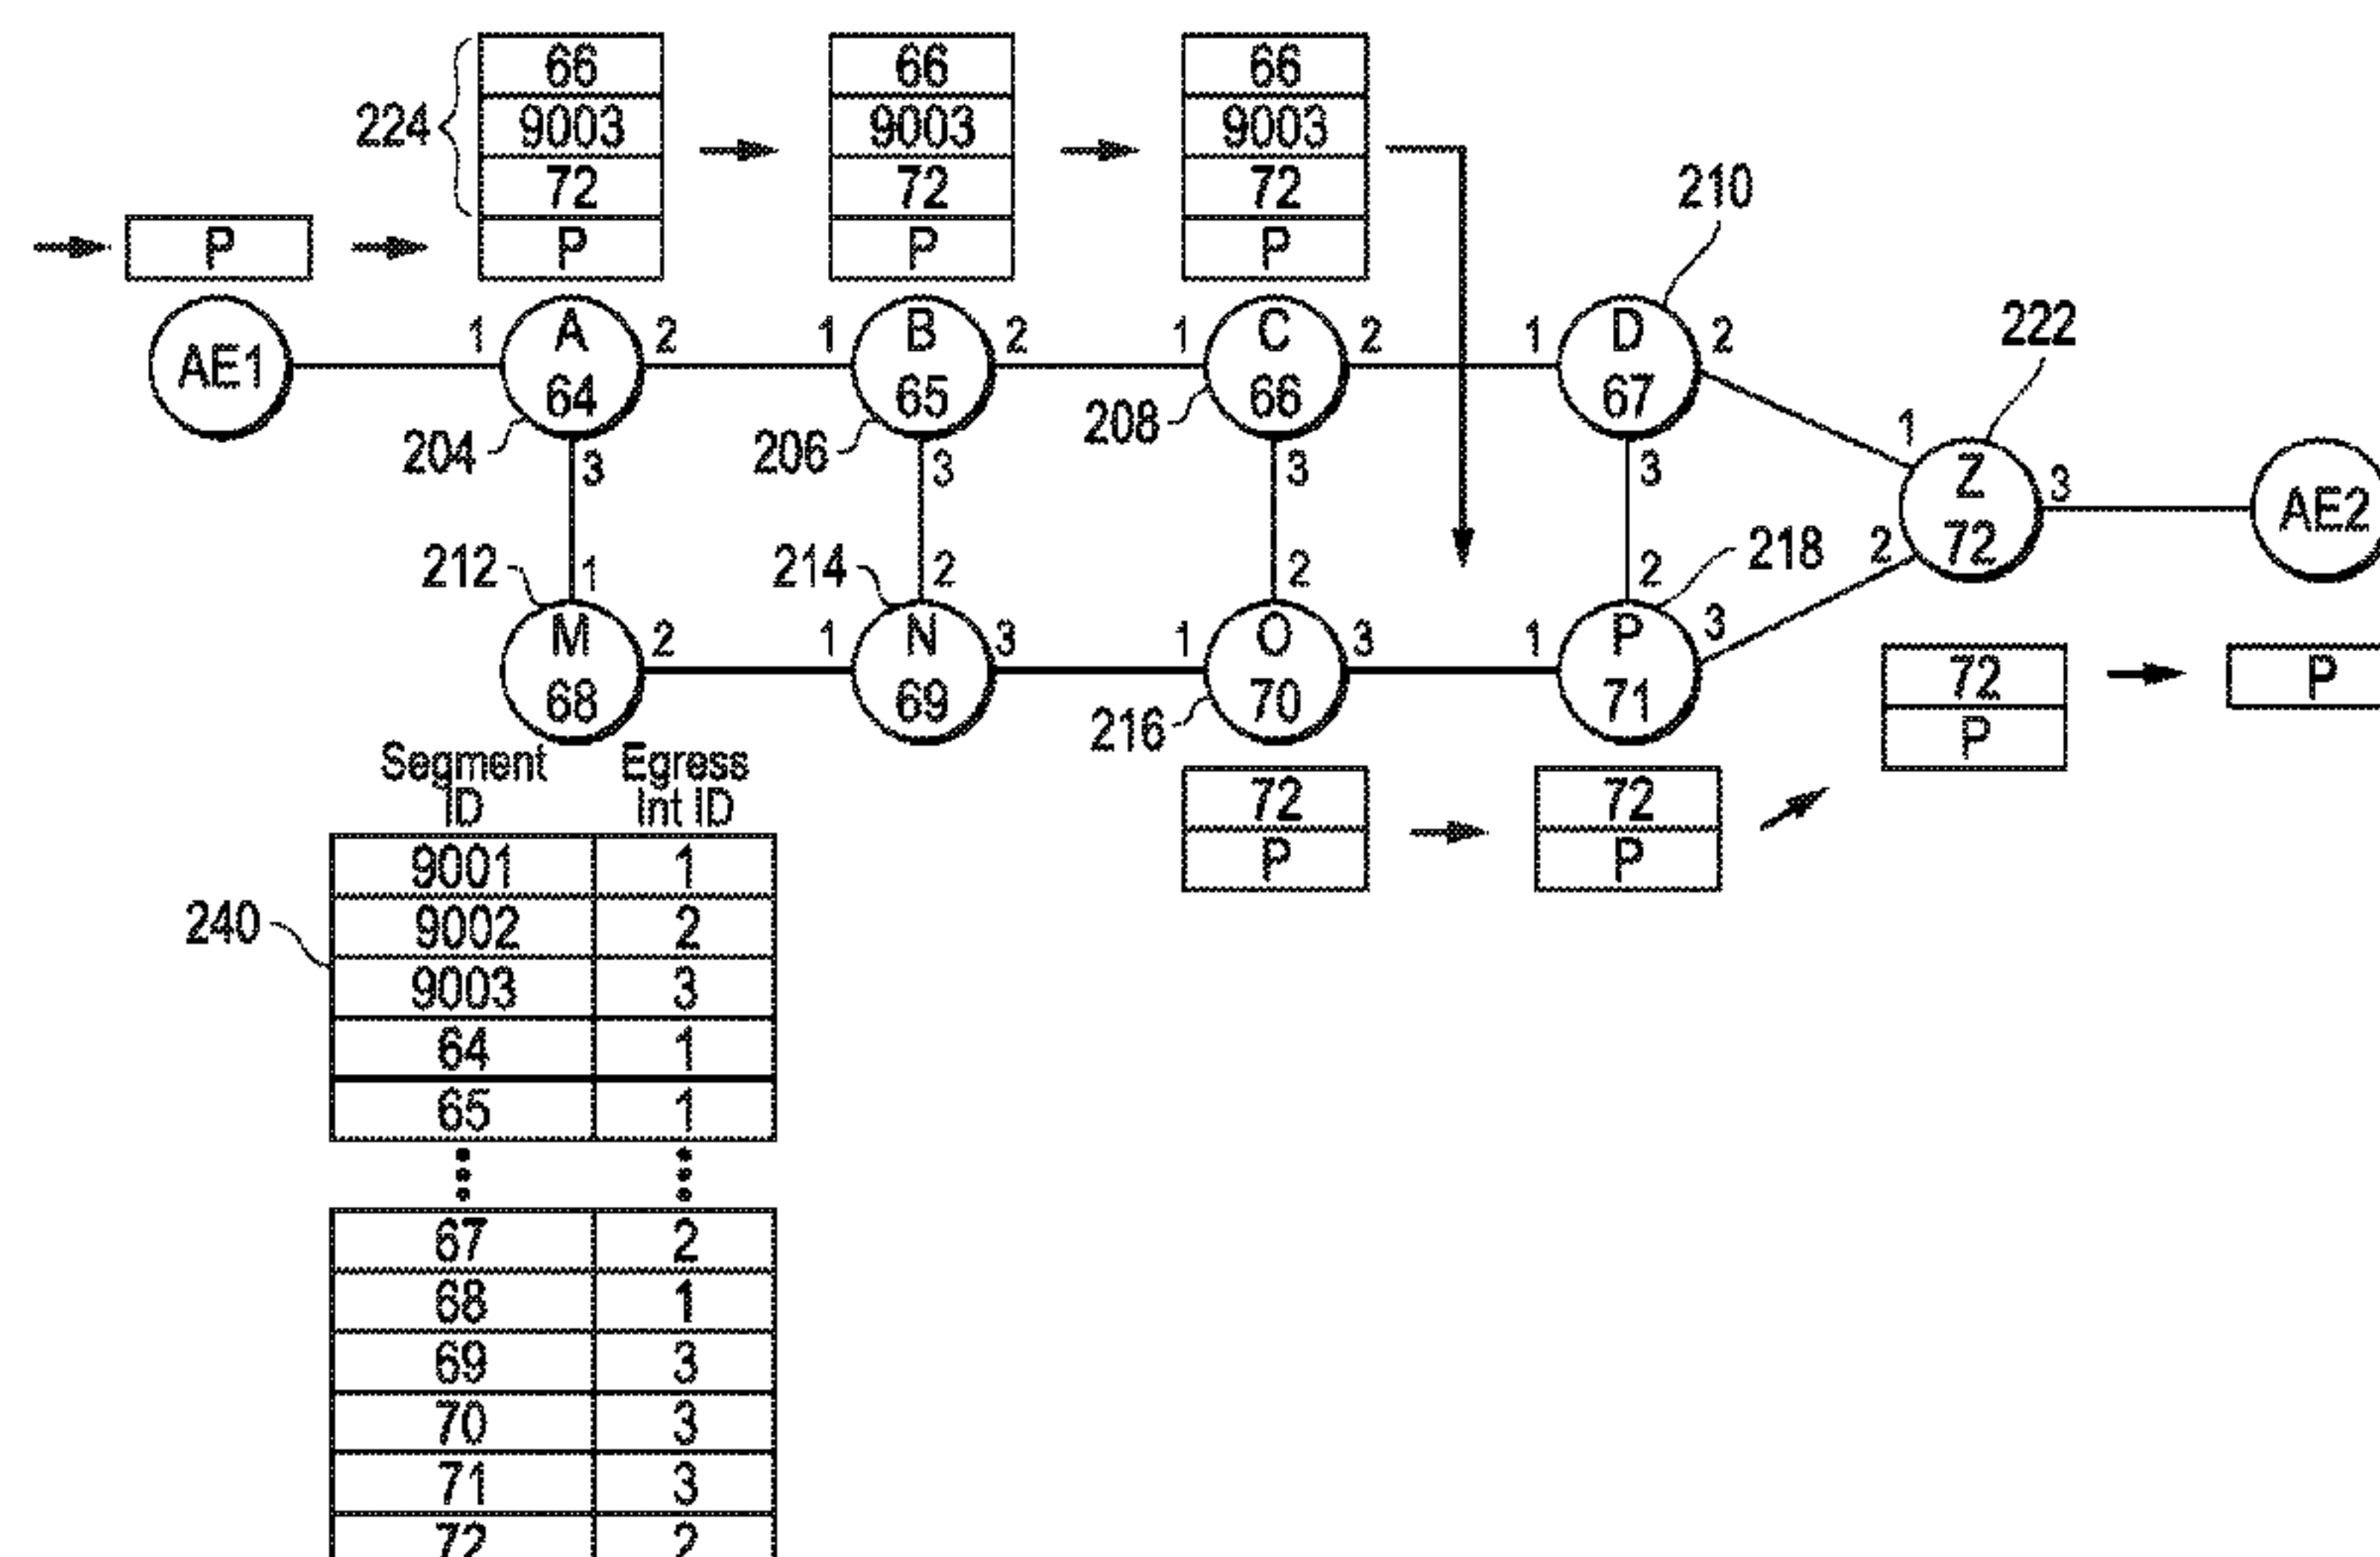 66 66 66
224 9003 9003 9003
72 72 72 210
P P P P
222
1 A 2 1 B 2 1 C 2 1 D 2
AE1 64 65 66 67 1
204 206 208
3 3 3 3 Z 3 AE2
72
212 1 214 2 2 2 218 2
M 2 1 N 3 1 O 3 1 P 3
68 69 70 71
216
72 P
P
Segment Egress
ID Int ID
72 72
P P
9001 1
240 9002 2
9003 3
64 1
65 1
67 2
68 1
69 3
70 3
71 3
72 2